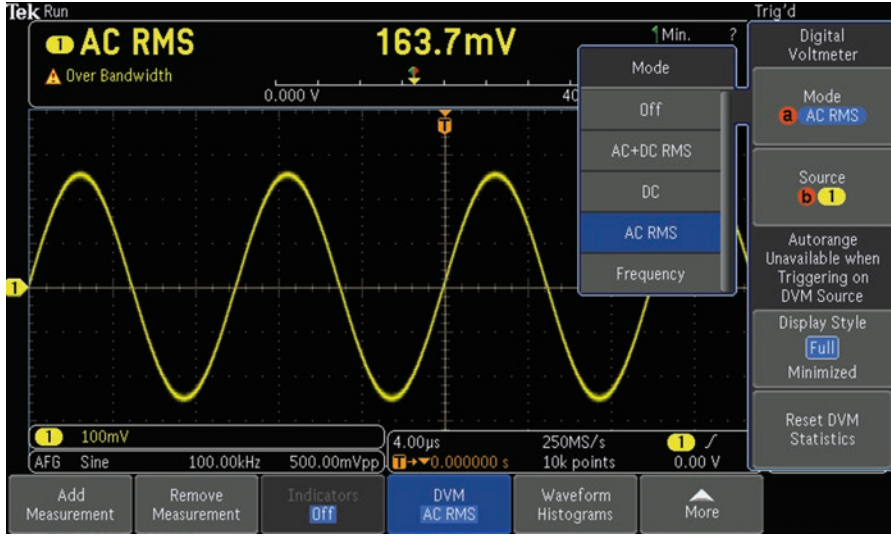 Tek Run Trig'd
1 AC RMS 163.7mV Min. ?
Over Bandwidth
0.000 V 40
Mode
Off
AC+DC RMS
DC
AC RMS
Frequency
Digital
Voltmeter
Mode
a AC RMS
Source
b 1
Autorange
Unavailable when
Triggering on
DVM Source
Display Style
Full
Minimized
Reset DVM
Statistics
T
1
1 100mV
AFG Sine 100.00kHz 500.00mVpp
4.00µs 250MS/s 1
T→▼0.000000 s 10k points 0.00 V
Add
Measurement
Remove
Measurement
Indicators
Off
DVM
AC RMS
Waveform
Histograms
More